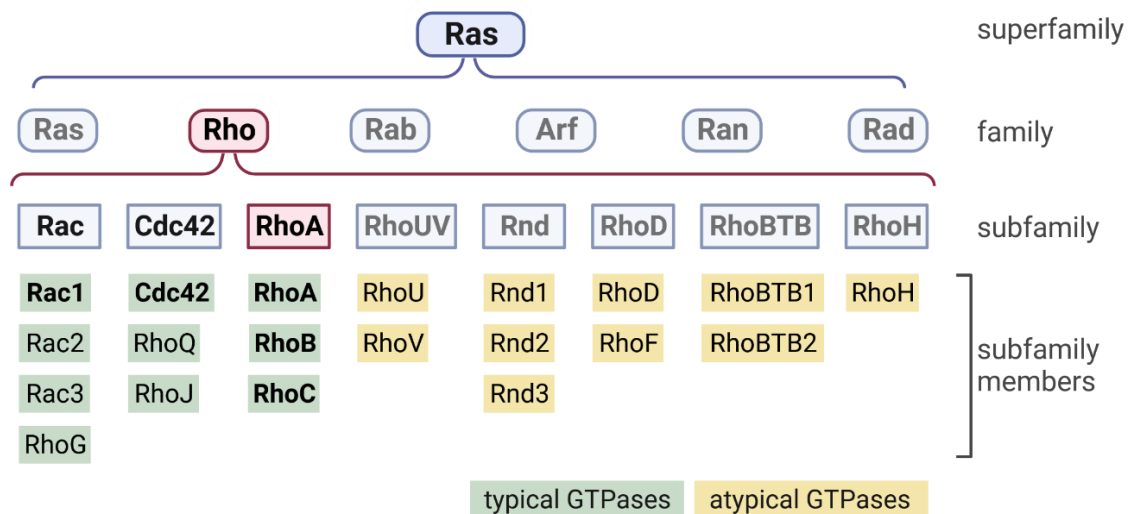 Ras superfamily
Ras Rho Rab Arf Ran Rad family
Rac Cdc42 RhoA RhoUV Rnd RhoD RhoBTB RhoH subfamily
Rac1 Cdc42 RhoA RhoU Rnd1 RhoD RhoBTB1 RhoH
Rac2 RhoQ RhoB RhoV Rnd2 RhoF RhoBTB2
Rac3 RhoJ RhoC Rnd3
RhoG
subfamily
members
typical GTPases atypical GTPases